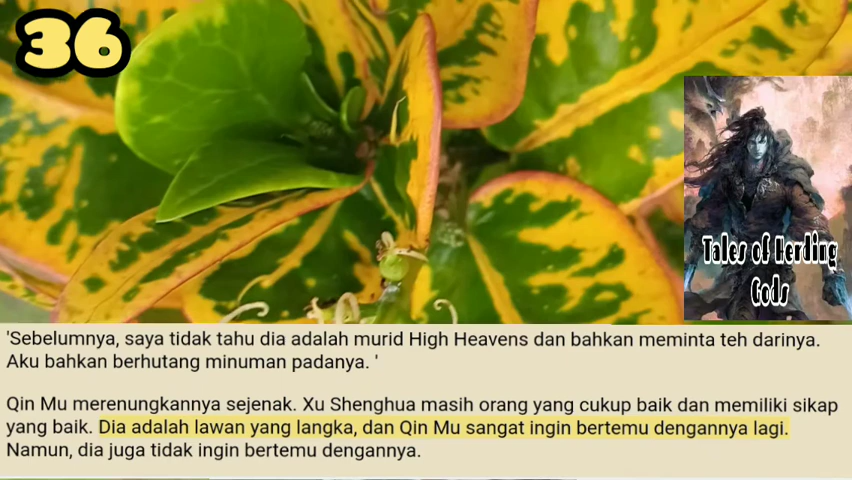 36
Tales of Herding
Gods
'Sebelumnya, saya tidak tahu dia adalah murid High Heavens dan bahkan meminta teh darinya.
Aku bahkan berhutang minuman padanya. '
Qin Mu merenungkannya sejenak. Xu Shenghua masih orang yang cukup baik dan memiliki sikap
yang baik. Dia adalah lawan yang langka, dan Qin Mu sangat ingin bertemu dengannya lagi.
Namun, dia juga tidak ingin bertemu dengannya.